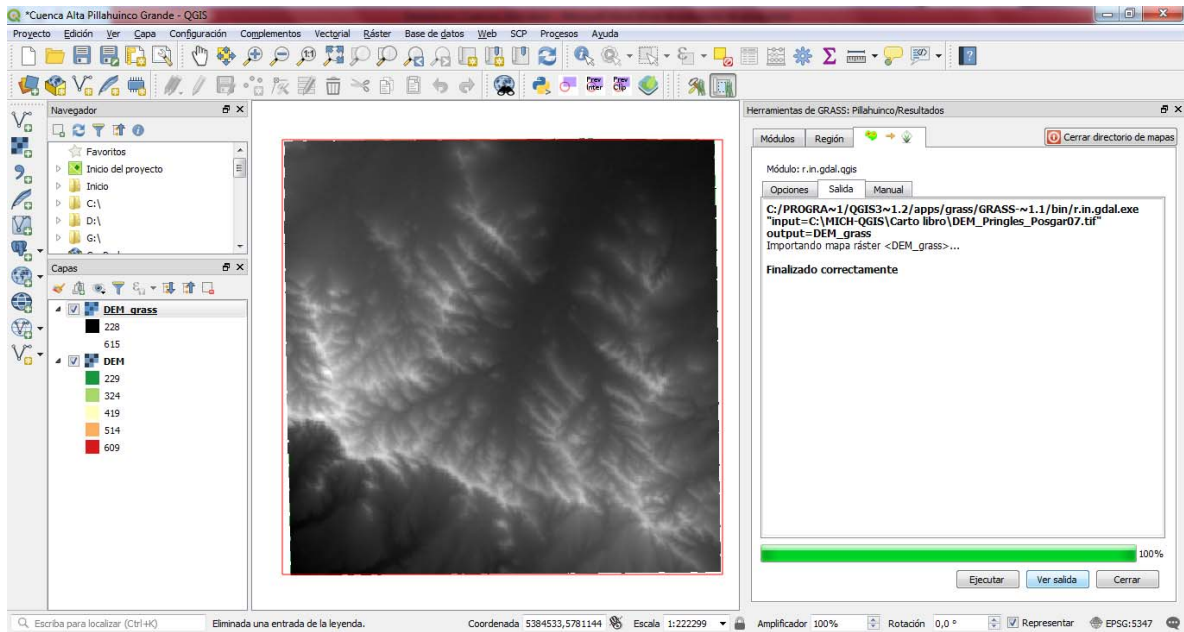 *Cuenca Alta Pillahuinco Grande - QGIS
Proyecto Edición Ver Capa Configuración Complementos Vectorial Ráster Base de datos Web SCP Procesos Ayuda
Navegador
Favoritos
Inicio del proyecto
Inicio
C:\
D:\
G:\
Capas
DEM_grass
228
615
DEM
229
324
419
514
609
Herramientas de GRASS: Pillahuinco/Resultados
Módulos Región Cerrar directorio de mapas
Módulo: r.in.gdal.qgis
Opciones Salida Manual
C:/PROGRA~1/QGIS3~1.2/apps/grass/GRASS-~1.1/bin/r.in.gdal.exe
"input=C:\MICH-QGIS\Carto libro\DEM_Pringles_Posgar07.tif"
output=DEM_grass
Importando mapa ráster <DEM_grass>...
Finalizado correctamente
100%
Ejecutar Ver salida Cerrar
Escriba para localizar (Ctrl+K) Eliminada una entrada de la leyenda. Coordenada 5384533,5781144 Escala 1:222299 Amplificador 100% Rotación 0,0 ° Representar EPSG:5347